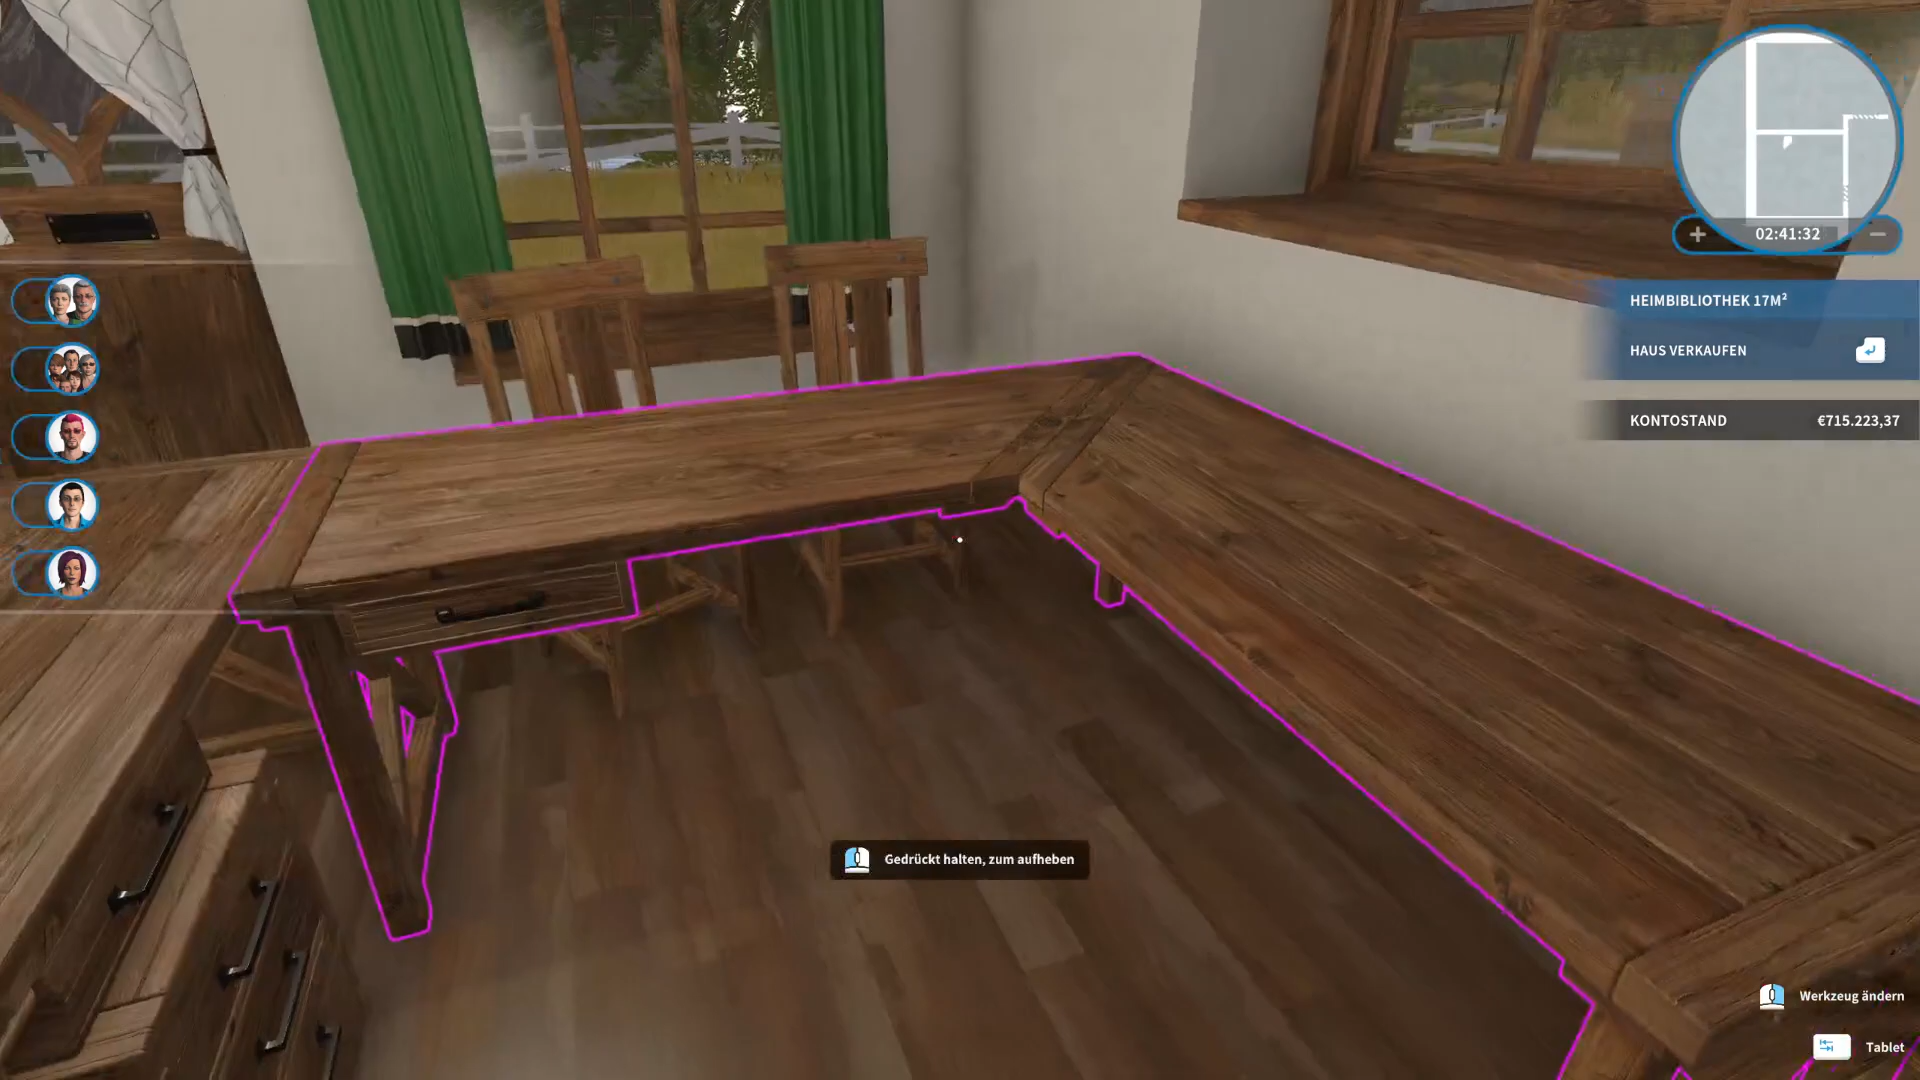 02:41:32
HEIMBIBLIOTHEK 17M²
HAUS VERKAUFEN
KONTOSTAND €715.223,37
Gedrückt halten, zum aufheben
Werkzeug ändern
Tablet